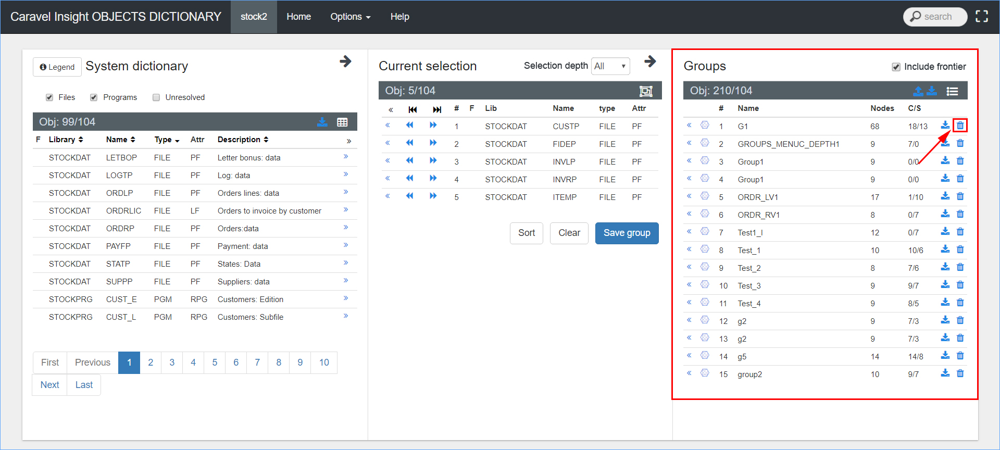 Caravel Insight OBJECTS DICTIONARY stock2 Home Options Help search
Legend System dictionary
Files Programs Unresolved
Obj: 99/104
F Library Name Type Attr Description »
STOCKDAT LETBOP FILE PF Letter bonus: data »
STOCKDAT LOGTP FILE PF Log: data »
STOCKDAT ORDLP FILE PF Orders lines: data »
STOCKDAT ORDRLIC FILE LF Orders to invoice by customer »
STOCKDAT ORDRP FILE PF Orders:data »
STOCKDAT PAYFP FILE PF Payment: data »
STOCKDAT STATP FILE PF States: Data »
STOCKDAT SUPPP FILE PF Suppliers: data »
STOCKPRG CUST_E PGM RPG Customers: Edition »
STOCKPRG CUST_L PGM RPG Customers: Subfile »
First Previous 1 2 3 4 5 6 7 8 9 10
Next Last
Current selection Selection depth All
Obj: 5/104
« # F Lib Name type Attr
« 1 STOCKDAT CUSTP FILE PF
« 2 STOCKDAT FIDEP FILE PF
« 3 STOCKDAT INVLP FILE PF
« 4 STOCKDAT INVRP FILE PF
« 5 STOCKDAT ITEMP FILE PF
Sort Clear Save group
Groups Include frontier
Obj: 210/104
# Name Nodes C/S
« 1 G1 68 18/13
« 2 GROUPS_MENUC_DEPTH1 9 7/0
« 3 Group1 9 0/0
« 4 Group1 9 0/0
« 5 ORDR_LV1 17 1/10
« 6 ORDR_RV1 8 0/7
« 7 Test1_l 12 0/7
« 8 Test_1 10 10/6
« 9 Test_2 8 7/6
« 10 Test_3 9 9/7
« 11 Test_4 9 8/5
« 12 g2 9 7/3
« 13 g2 9 7/3
« 14 g5 14 14/8
« 15 group2 10 9/7